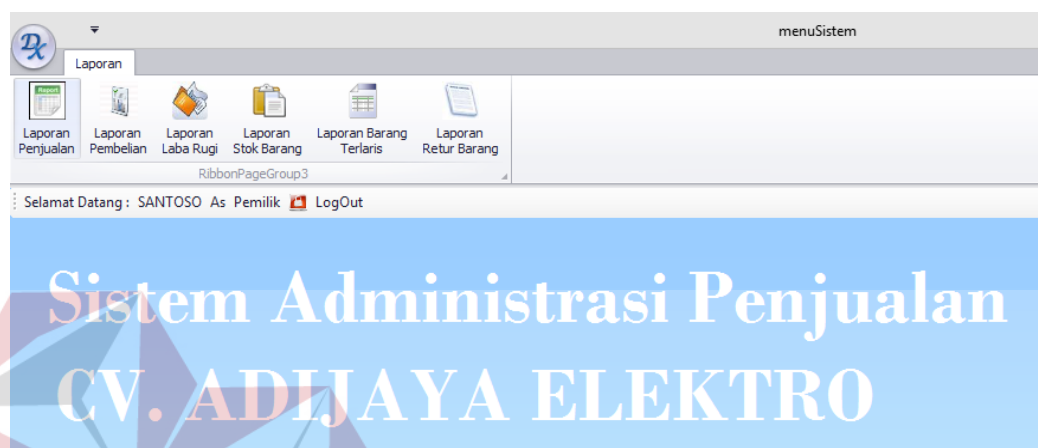 menuSistem
DX
Laporan
Report
Laporan Penjualan
Laporan Pembelian
Laporan Laba Rugi
Laporan Stok Barang
Laporan Barang Terlaris
Laporan Retur Barang
RibbonPageGroup3
Selamat Datang : SANTOSO As Pemilik LogOut
Sistem Administrasi Penjualan
CV. ADIJAYA ELEKTRO